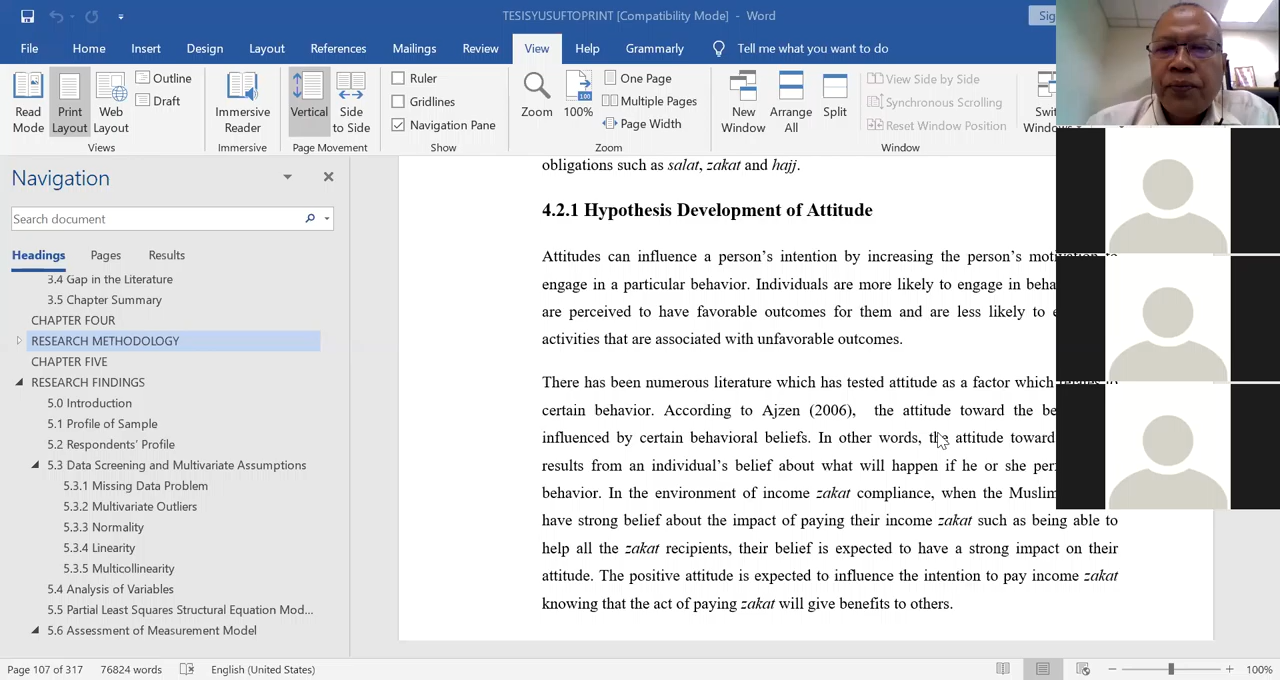 TESISYUSUFTOPRINT [Compatibility Mode] - Word
Sig
File Home Insert Design Layout References Mailings Review View Help Grammarly Tell me what you want to do
Read Mode
Print Layout
Web Layout
Outline
Draft
Views
Immersive Reader
Immersive
Vertical
Side to Side
Page Movement
Ruler
Gridlines
Navigation Pane
Show
Zoom
100%
One Page
Multiple Pages
Page Width
Zoom
New Window
Arrange All
Split
View Side by Side
Synchronous Scrolling
Reset Window Position
Window
Navigation
Search document
Headings Pages Results
3.4 Gap in the Literature
3.5 Chapter Summary
CHAPTER FOUR
RESEARCH METHODOLOGY
CHAPTER FIVE
RESEARCH FINDINGS
5.0 Introduction
5.1 Profile of Sample
5.2 Respondents' Profile
5.3 Data Screening and Multivariate Assumptions
5.3.1 Missing Data Problem
5.3.2 Multivariate Outliers
5.3.3 Normality
5.3.4 Linearity
5.3.5 Multicollinearity
5.4 Analysis of Variables
5.5 Partial Least Squares Structural Equation Mod...
5.6 Assessment of Measurement Model
obligations such as salat, zakat and hajj.
4.2.1 Hypothesis Development of Attitude
Attitudes can influence a person's intention by increasing the person's
engage in a particular behavior. Individuals are more likely to engage in
are perceived to have favorable outcomes for them and are less likely to
activities that are associated with unfavorable outcomes.
There has been numerous literature which has tested attitude as a factor which
certain behavior. According to Ajzen (2006), the attitude toward the
influenced by certain behavioral beliefs. In other words, the attitude toward
results from an individual's belief about what will happen if he or she
behavior. In the environment of income zakat compliance, when the Muslim
have strong belief about the impact of paying their income zakat such as being able to
help all the zakat recipients, their belief is expected to have a strong impact on their
attitude. The positive attitude is expected to influence the intention to pay income zakat
knowing that the act of paying zakat will give benefits to others.
Page 107 of 317 76824 words English (United States) 100%